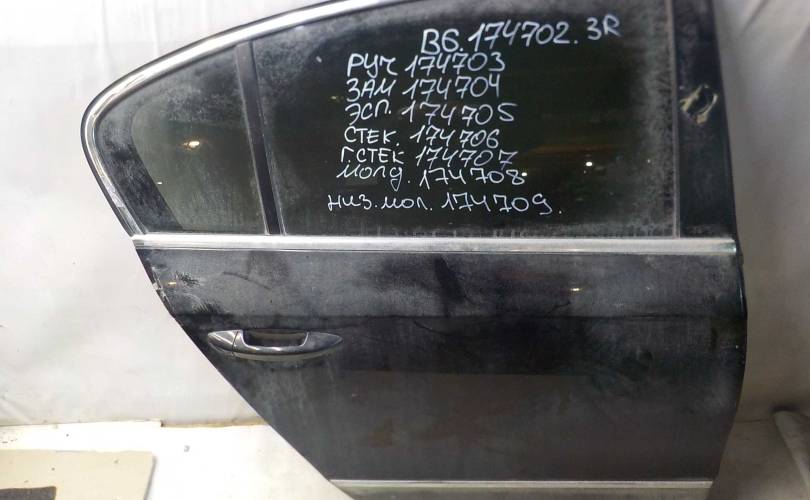 B6. 174702. 3R
РУЧ 174703
ЗАМ 174704
ЭСП. 174705
СТЕК. 174706
Г.СТЕК 174707
молд. 174708
низ. мол. 174709.